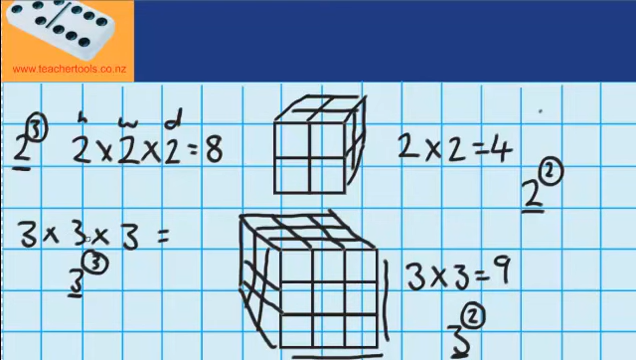 www.teachertools.co.nz
h w d
2³ 2×2×2=8 2×2=4
2²
3×3×3=
3³
3×3=9
3²